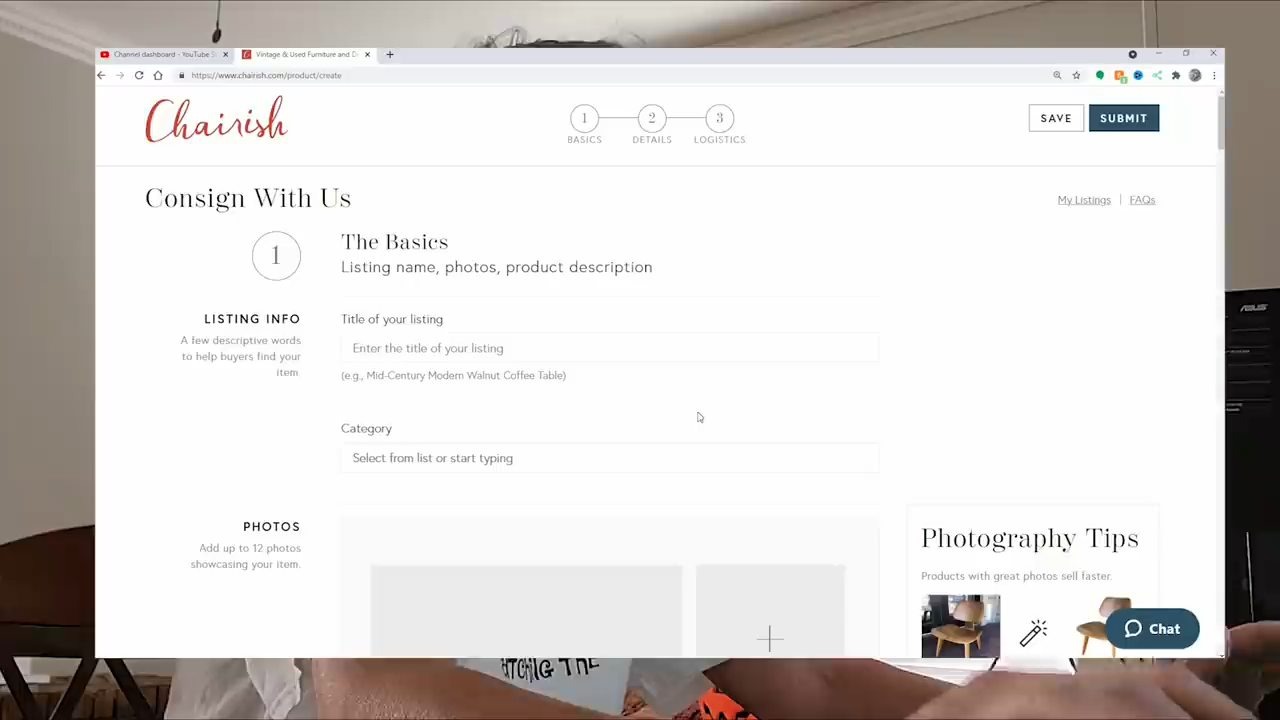 Channel dashboard - YouTube S
Vintage & Used Furniture and D
https://www.chairish.com/product/create
Chairish
1
2
3
BASICS
DETAILS
LOGISTICS
SAVE
SUBMIT
Consign With Us
My Listings | FAQs
1
The Basics
Listing name, photos, product description
LISTING INFO
A few descriptive words
to help buyers find your
item.
Title of your listing
Enter the title of your listing
(e.g., Mid-Century Modern Walnut Coffee Table)
Category
Select from list or start typing
PHOTOS
Add up to 12 photos
showcasing your item.
Photography Tips
Products with great photos sell faster.
Chat
ASUS
THE